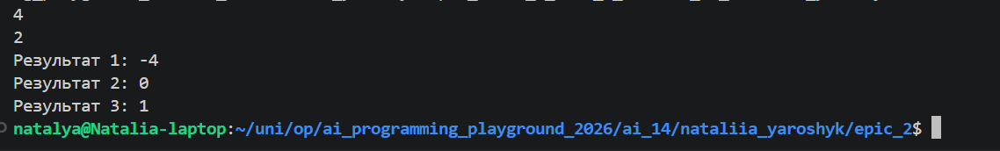 4
2
Результат 1: -4
Результат 2: 0
Результат 3: 1
natalya@Natalia-laptop:~/uni/op/ai_programming_playground_2026/ai_14/nataliia_yaroshyk/epic_2$